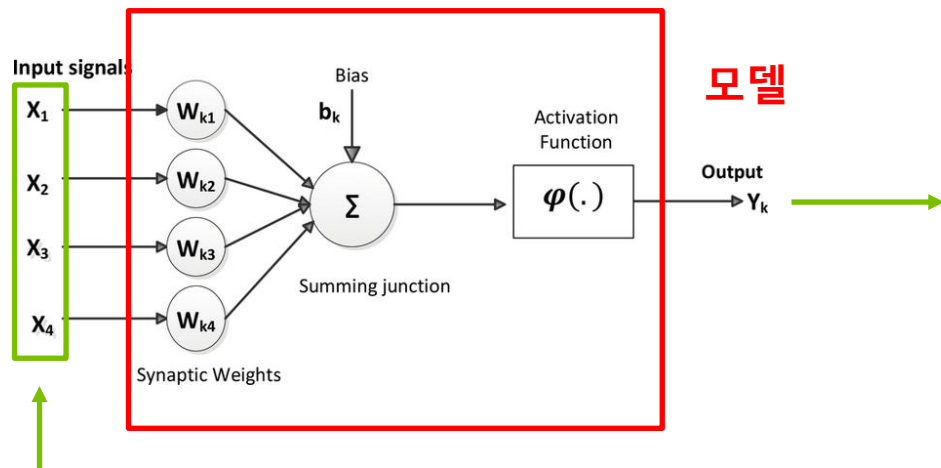 Input signals
X₁
X₂
X₃
X₄
Wₖ₁
Wₖ₂
Wₖ₃
Wₖ₄
Synaptic Weights
Bias
bₖ
Σ
Summing junction
Activation
Function
φ(.)
모델
Output
Yₖ